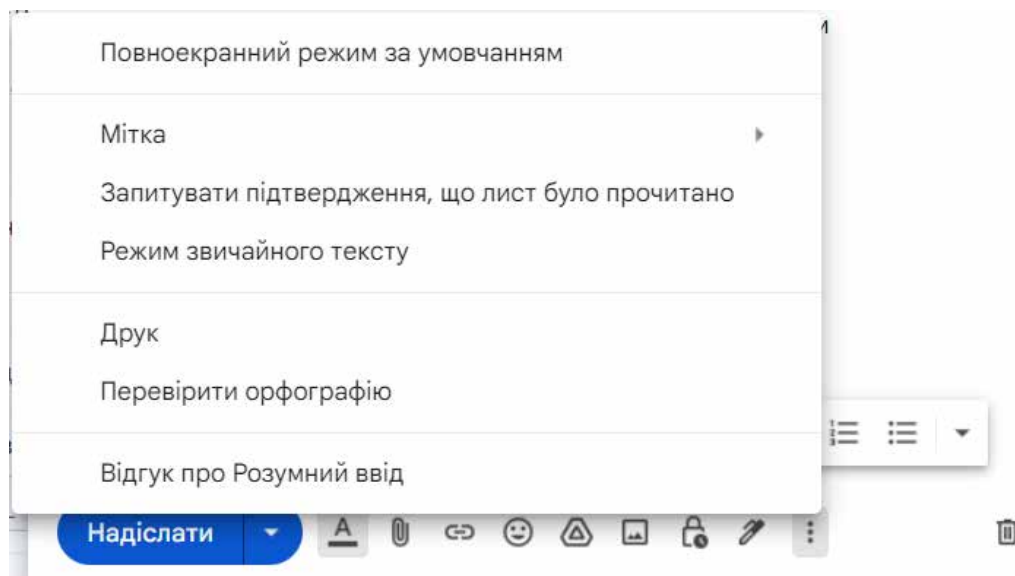 Повноекранний режим за умовчанням
Мітка
Запитувати підтвердження, що лист було прочитано
Режим звичайного тексту
Друк
Перевірити орфографію
Відгук про Розумний ввід
Надіслати